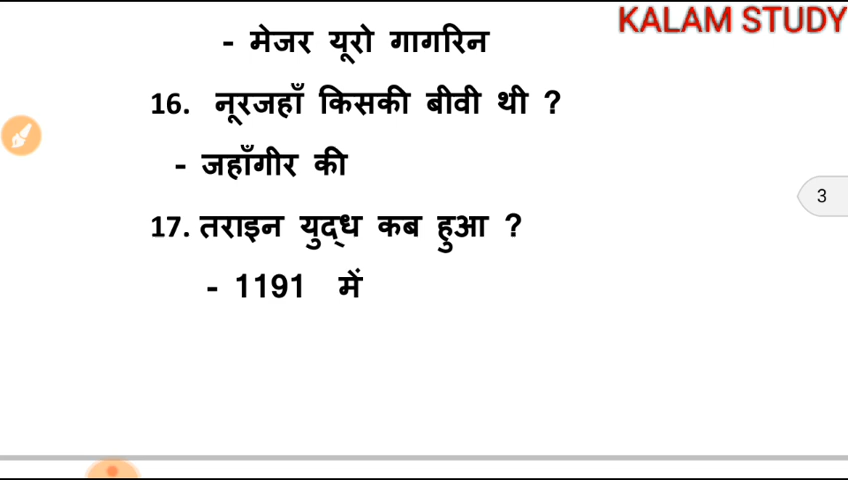 KALAM STUDY
- मेजर यूरो गागरिन
16. नूरजहाँ किसकी बीवी थी ?
- जहाँगीर की
3
17. तराइन युद्ध कब हुआ ?
- 1191 में